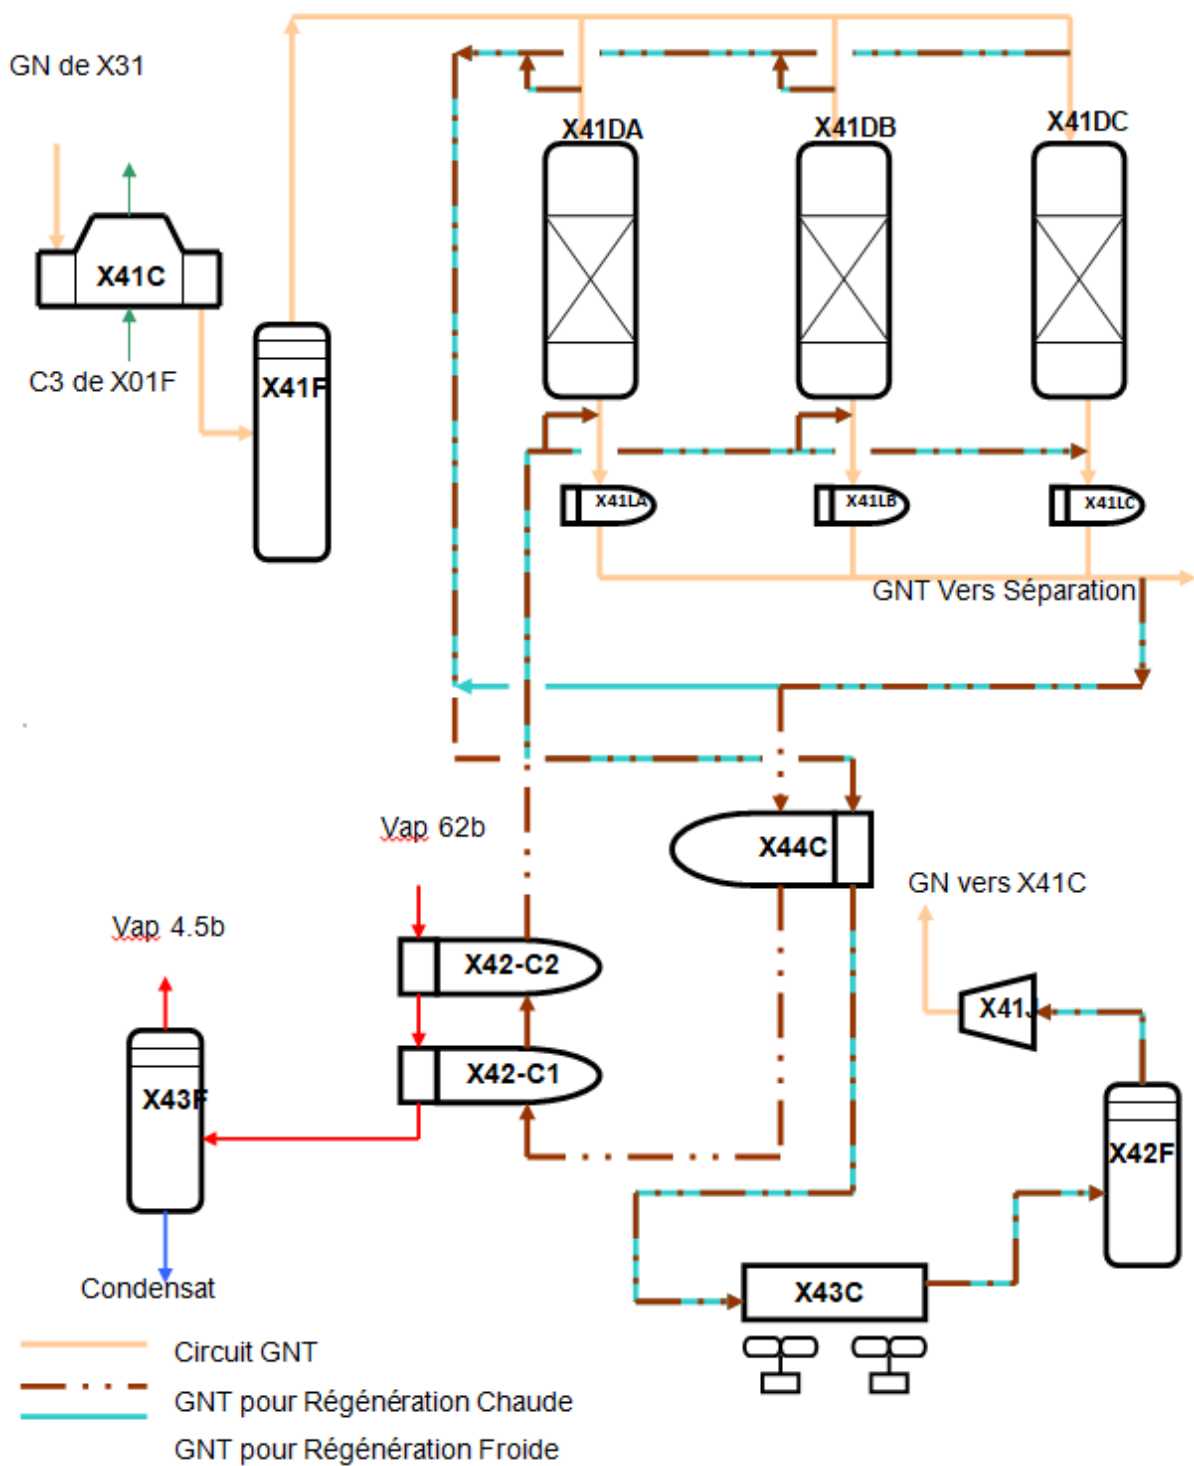 GN de X31
X41DA
X41DB
X41DC
X41C
C3 de X01F
X41F
X41LA
X41LB
X41LC
GNT Vers Séparation
Vap 62b
X44C
GN vers X41C
Vap 4.5b
X42-C2
X41J
X42-C1
X43F
X42F
Condensat
X43C
Circuit GNT
GNT pour Régénération Chaude
GNT pour Régénération Froide